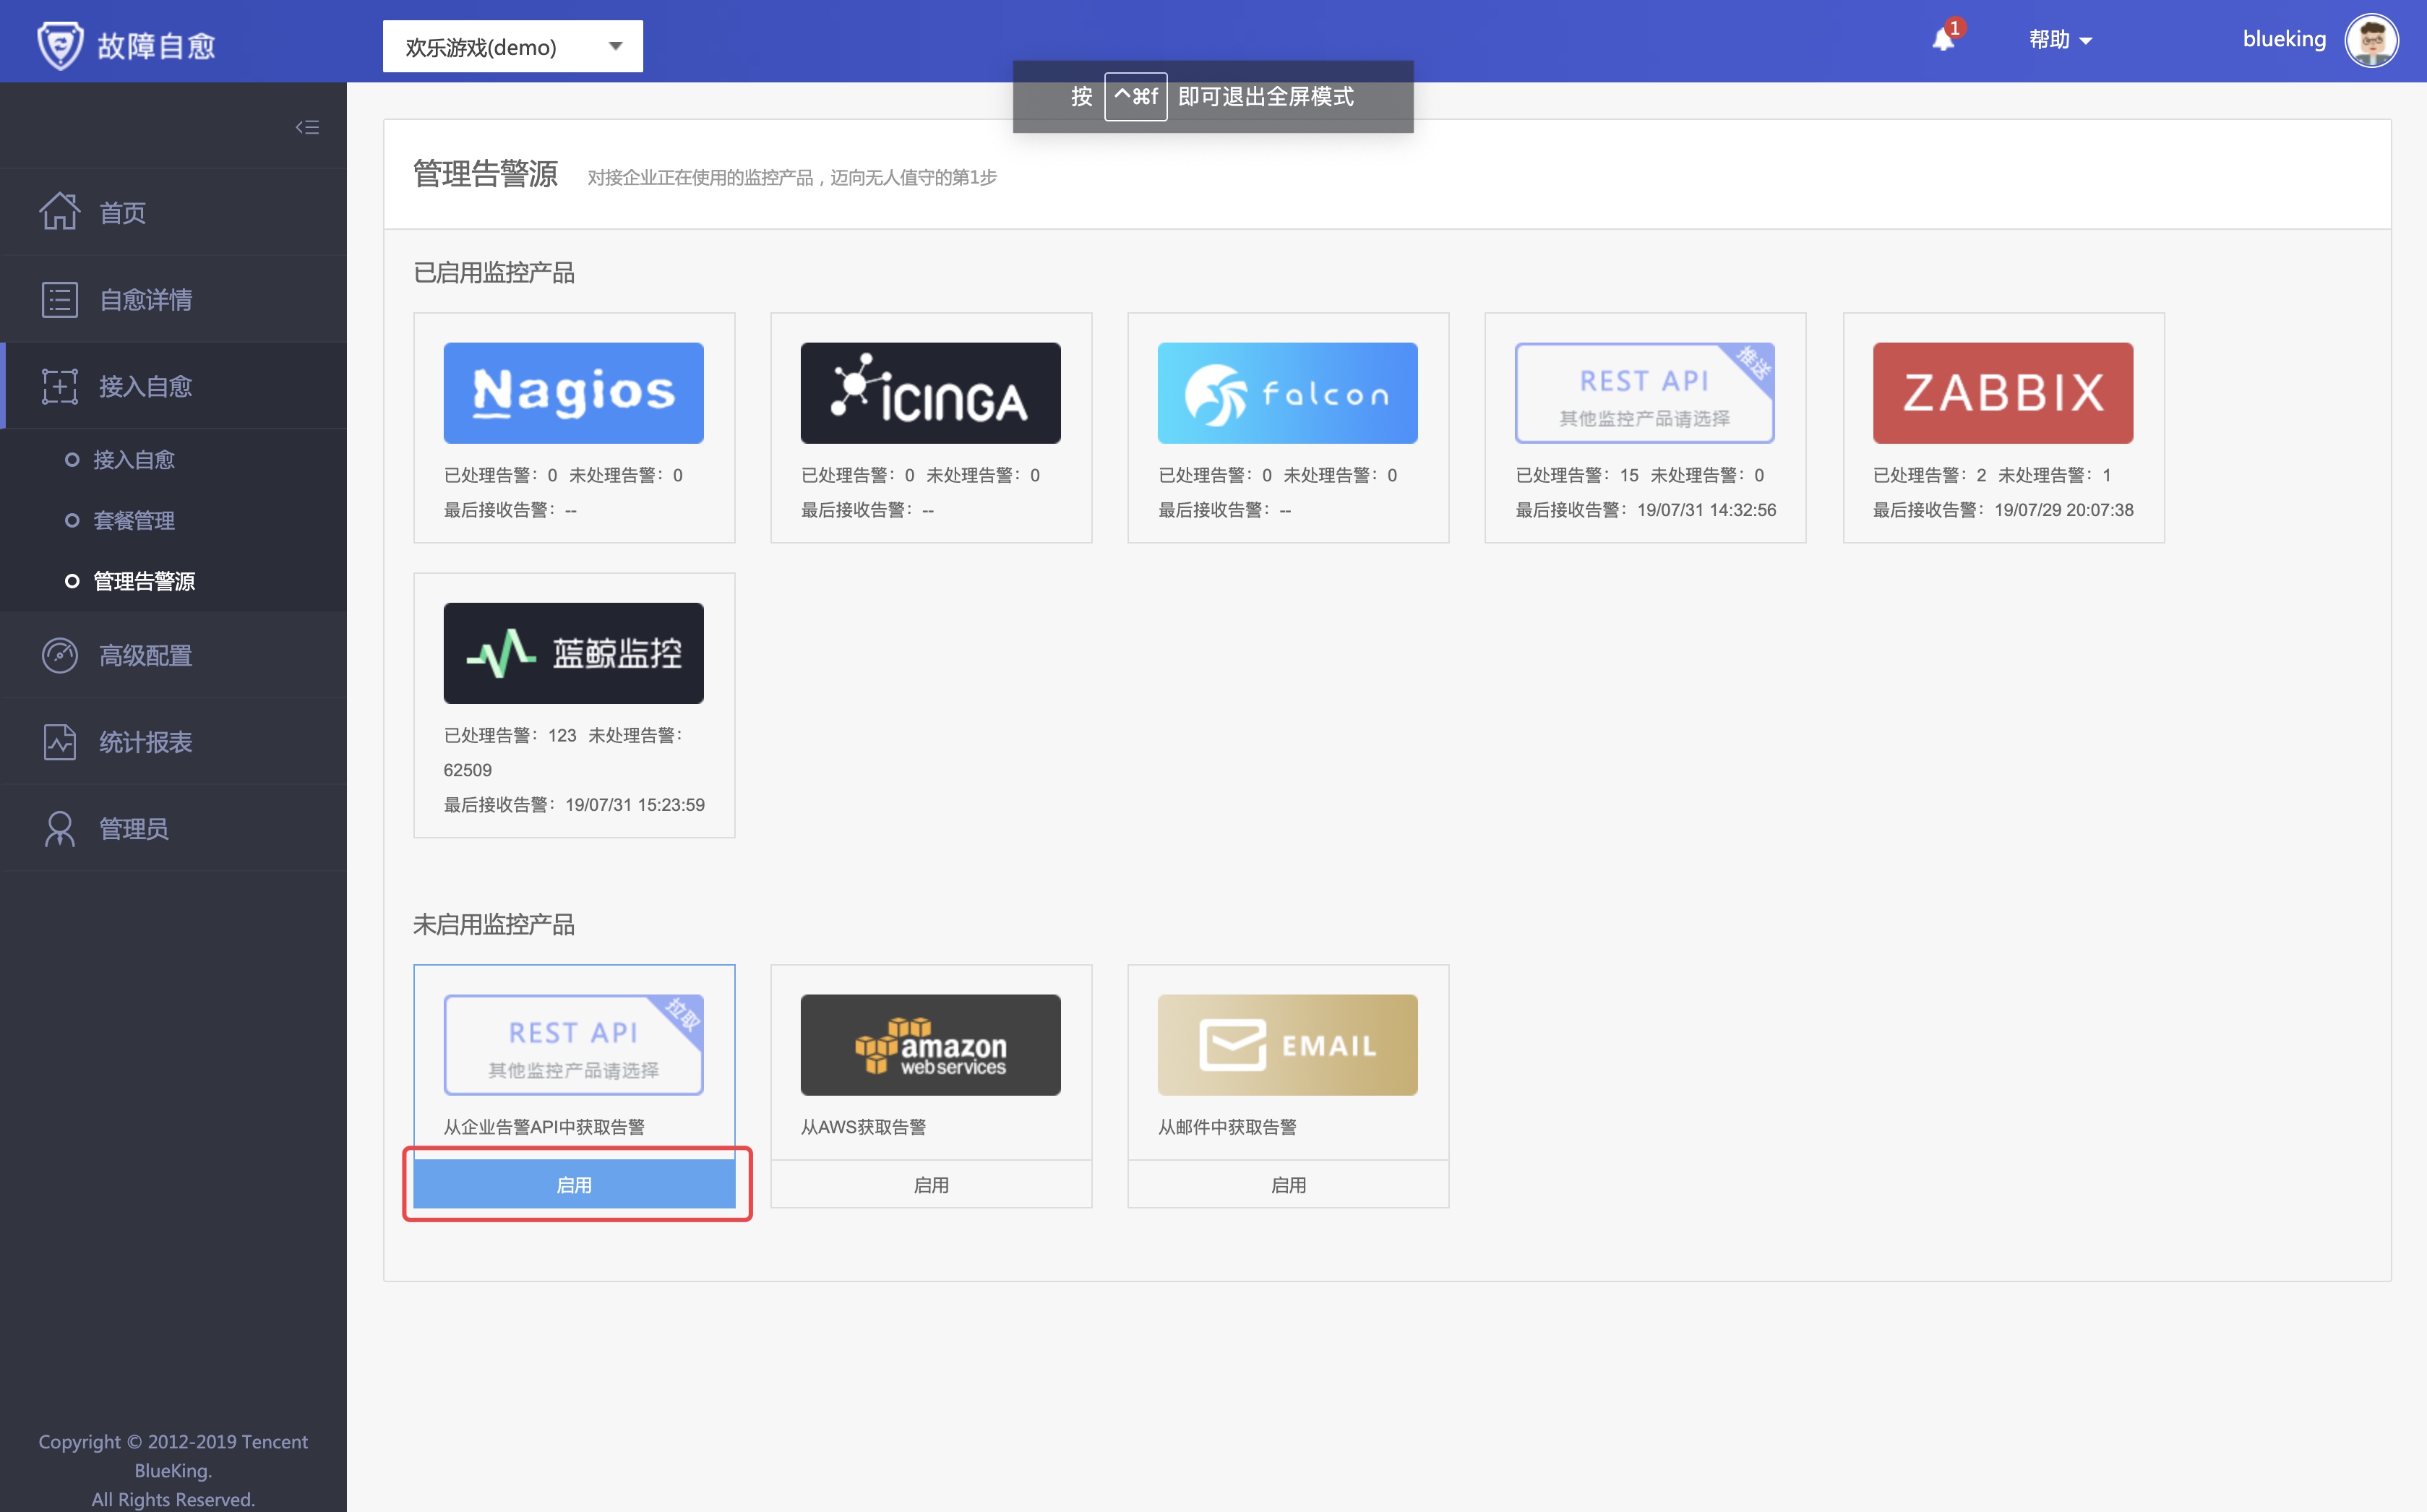 故障自愈
欢乐游戏(demo)
1
帮助
blueking
按 ^⌘f 即可退出全屏模式
首页
自愈详情
接入自愈
接入自愈
套餐管理
管理告警源
高级配置
统计报表
管理员
Copyright © 2012-2019 Tencent
BlueKing.
All Rights Reserved.
管理告警源 对接企业正在使用的监控产品，迈向无人值守的第1步
已启用监控产品
Nagios
已处理告警：0 未处理告警：0
最后接收告警：--
ICINGA
已处理告警：0 未处理告警：0
最后接收告警：--
falcon
已处理告警：0 未处理告警：0
最后接收告警：--
推送
REST API
其他监控产品请选择
已处理告警：15 未处理告警：0
最后接收告警：19/07/31 14:32:56
ZABBIX
已处理告警：2 未处理告警：1
最后接收告警：19/07/29 20:07:38
蓝鲸监控
已处理告警：123 未处理告警：
62509
最后接收告警：19/07/31 15:23:59
未启用监控产品
拉取
REST API
其他监控产品请选择
从企业告警API中获取告警
启用
amazon
web services
从AWS获取告警
启用
EMAIL
从邮件中获取告警
启用